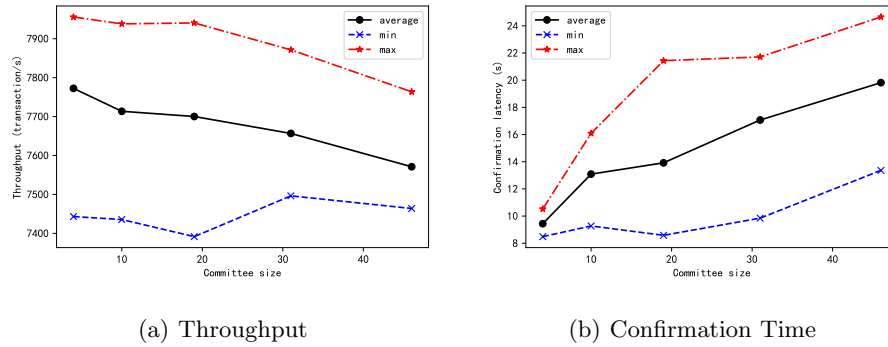 average
min
max
7900
7800
7700
7600
7500
7400
Throughput (transaction/s)
10
20
30
40
Committee size
(a) Throughput
average
min
max
24
22
20
18
16
14
12
10
8
Confirmation latency (s)
10
20
30
40
Committee size
(b) Confirmation Time